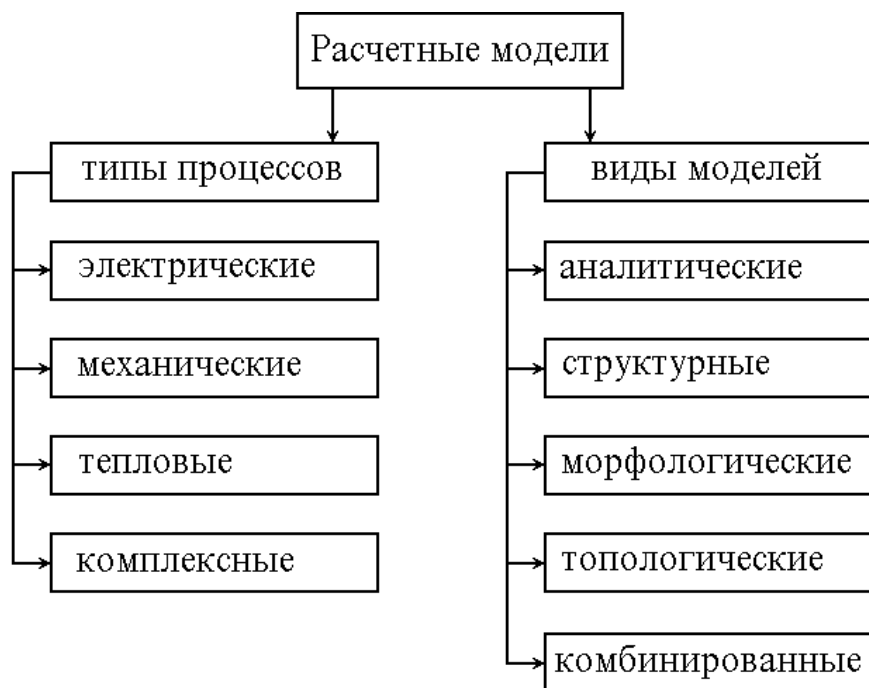 Расчетные модели
типы процессов
электрические
механические
тепловые
комплексные
виды моделей
аналитические
структурные
морфологические
топологические
комбинированные